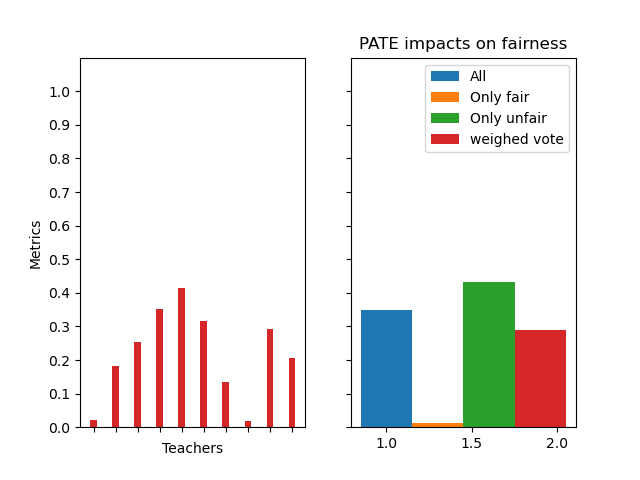 PATE impacts on fairness
All
Only fair
Only unfair
weighed vote
1.0
0.9
0.8
0.7
0.6
0.5
0.4
0.3
0.2
0.1
0.0
Metrics
Teachers
1.0
1.5
2.0